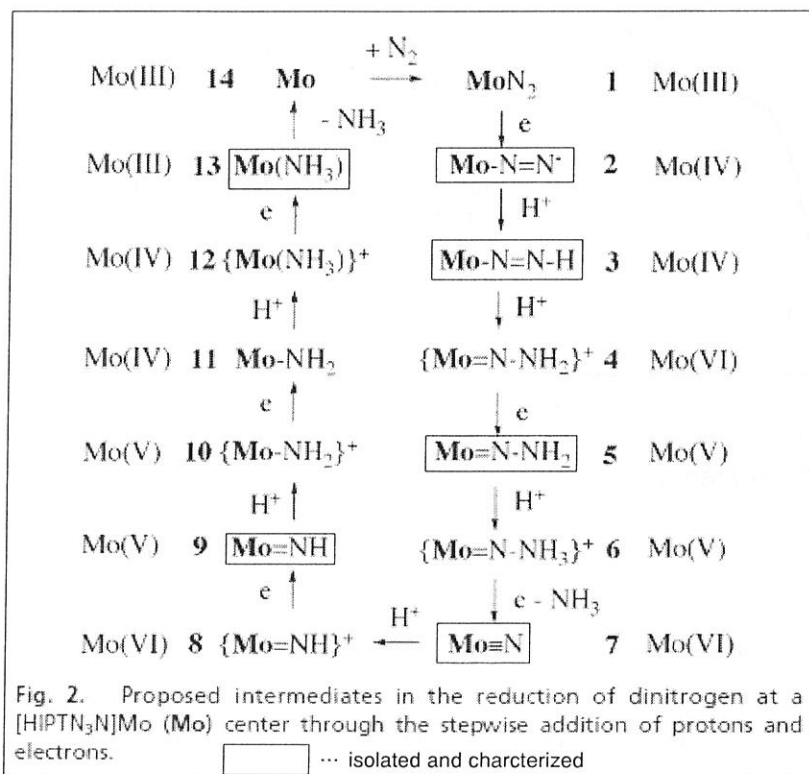 + N₂
Mo(III) 14 Mo → MoN₂ 1 Mo(III)
- NH₃ e
Mo(III) 13 Mo(NH₃) Mo-N=N⁻ 2 Mo(IV)
e H⁺
Mo(IV) 12 {Mo(NH₃)}⁺ Mo-N=N-H 3 Mo(IV)
H⁺ H⁺
Mo(IV) 11 Mo-NH₂ {Mo=N-NH₂}⁺ 4 Mo(VI)
e e
Mo(V) 10 {Mo-NH₂}⁺ Mo=N-NH₂ 5 Mo(V)
H⁺ H⁺
Mo(V) 9 Mo=NH {Mo=N-NH₃}⁺ 6 Mo(V)
e e - NH₃
H⁺
Mo(VI) 8 {Mo=NH}⁺ ← Mo≡N 7 Mo(VI)
Fig. 2. Proposed intermediates in the reduction of dinitrogen at a
[HIPTN₃N]Mo (Mo) center through the stepwise addition of protons and
electrons. ··· isolated and charcterized